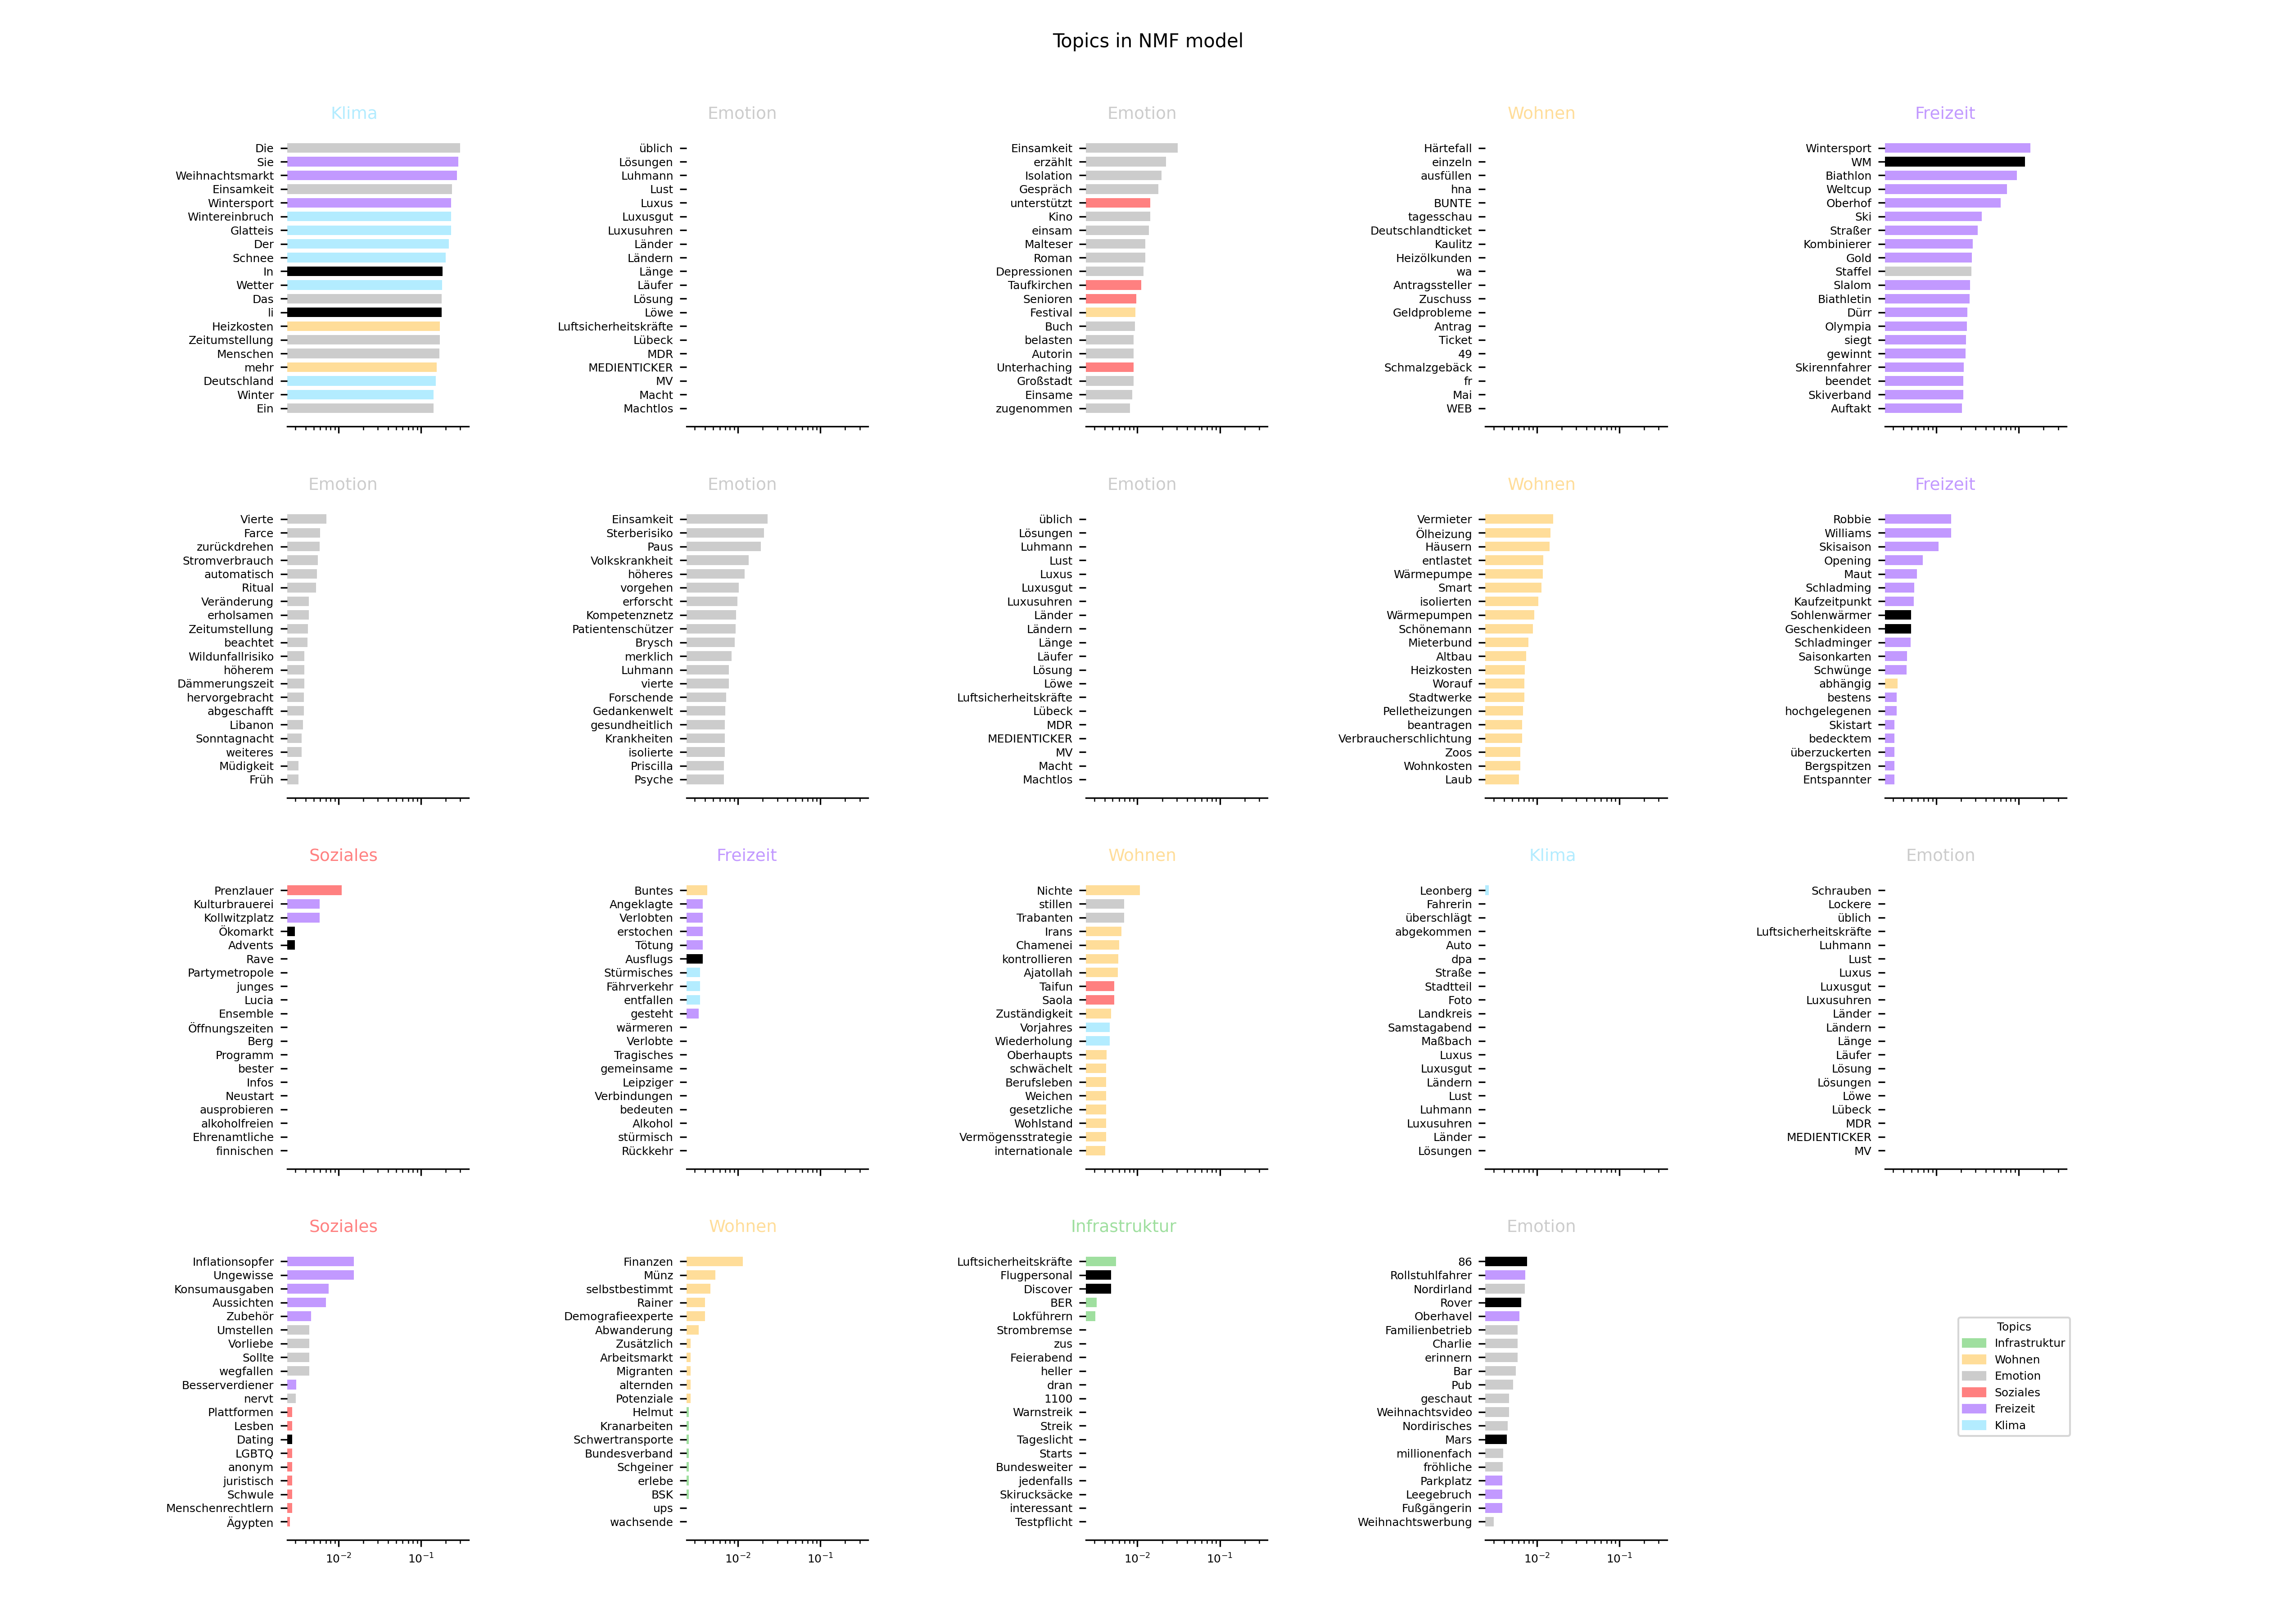 Topics in NMF model
Klima
Die
Sie
Weihnachtsmarkt
Einsamkeit
Wintersport
Wintereinbruch
Glatteis
Der
Schnee
In
Wetter
Das
li
Heizkosten
Zeitumstellung
Menschen
mehr
Deutschland
Winter
Ein
Emotion
üblich
Lösungen
Luhmann
Lust
Luxus
Luxusgut
Luxusuhren
Länder
Ländern
Länge
Läufer
Lösung
Löwe
Luftsicherheitskräfte
Lübeck
MDR
MEDIENTICKER
MV
Macht
Machtlos
Emotion
Einsamkeit
erzählt
Isolation
Gespräch
unterstützt
Kino
einsam
Malteser
Roman
Depressionen
Taufkirchen
Senioren
Festival
Buch
belasten
Autorin
Unterhaching
Großstadt
Einsame
zugenommen
Wohnen
Härtefall
einzeln
ausfüllen
hna
BUNTE
tagesschau
Deutschlandticket
Kaulitz
Heizölkunden
wa
Antragssteller
Zuschuss
Geldprobleme
Antrag
Ticket
49
Schmalzgebäck
fr
Mai
WEB
Freizeit
Wintersport
WM
Biathlon
Weltcup
Oberhof
Ski
Straßer
Kombinierer
Gold
Staffel
Slalom
Biathletin
Dürr
Olympia
siegt
gewinnt
Skirennfahrer
beendet
Skiverband
Auftakt
Emotion
Vierte
Farce
zurückdrehen
Stromverbrauch
automatisch
Ritual
Veränderung
erholsamen
Zeitumstellung
beachtet
Wildunfallrisiko
höherem
Dämmerungszeit
hervorgebracht
abgeschafft
Libanon
Sonntagnacht
weiteres
Müdigkeit
Früh
Emotion
Einsamkeit
Sterberisiko
Paus
Volkskrankheit
höheres
vorgehen
erforscht
Kompetenznetz
Patientenschützer
Brysch
merklich
Luhmann
vierte
Forschende
Gedankenwelt
gesundheitlich
Krankheiten
isolierte
Priscilla
Psyche
Emotion
üblich
Lösungen
Luhmann
Lust
Luxus
Luxusgut
Luxusuhren
Länder
Ländern
Länge
Läufer
Lösung
Löwe
Luftsicherheitskräfte
Lübeck
MDR
MEDIENTICKER
MV
Macht
Machtlos
Wohnen
Vermieter
Ölheizung
Häusern
entlastet
Wärmepumpe
Smart
isolierten
Wärmepumpen
Schönemann
Mieterbund
Altbau
Heizkosten
Worauf
Stadtwerke
Pelletheizungen
beantragen
Verbraucherschlichtung
Zoos
Wohnkosten
Laub
Freizeit
Robbie
Williams
Skisaison
Opening
Maut
Schladming
Kaufzeitpunkt
Sohlenwärmer
Geschenkideen
Schladminger
Saisonkarten
Schwünge
abhängig
bestens
hochgelegenen
Skistart
bedecktem
überzuckerten
Bergspitzen
Entspannter
Soziales
Prenzlauer
Kulturbrauerei
Kollwitzplatz
Ökomarkt
Advents
Rave
Partymetropole
junges
Lucia
Ensemble
Öffnungszeiten
Berg
Programm
bester
Infos
Neustart
ausprobieren
alkoholfreien
Ehrenamtliche
finnischen
Freizeit
Buntes
Angeklagte
Verlobten
erstochen
Tötung
Ausflugs
Stürmisches
Fährverkehr
entfallen
gesteht
wärmeren
Verlobte
Tragisches
gemeinsame
Leipziger
Verbindungen
bedeuten
Alkohol
stürmisch
Rückkehr
Wohnen
Nichte
stillen
Trabanten
Irans
Chamenei
kontrollieren
Ajatollah
Taifun
Saola
Zuständigkeit
Vorjahres
Wiederholung
Oberhaupts
schwächelt
Berufsleben
Weichen
gesetzliche
Wohlstand
Vermögensstrategie
internationale
Klima
Leonberg
Fahrerin
überschlägt
abgekommen
Auto
dpa
Straße
Stadtteil
Foto
Landkreis
Samstagabend
Maßbach
Luxus
Luxusgut
Ländern
Lust
Luhmann
Luxusuhren
Länder
Lösungen
Emotion
Schrauben
Lockere
üblich
Luftsicherheitskräfte
Luhmann
Lust
Luxus
Luxusgut
Luxusuhren
Länder
Ländern
Länge
Läufer
Lösung
Lösungen
Löwe
Lübeck
MDR
MEDIENTICKER
MV
Soziales
Inflationsopfer
Ungewisse
Konsumausgaben
Aussichten
Zubehör
Umstellen
Vorliebe
Sollte
wegfallen
Besserverdiener
nervt
Plattformen
Lesben
Dating
LGBTQ
anonym
juristisch
Schwule
Menschenrechtlern
Ägypten
10⁻² 10⁻¹
Wohnen
Finanzen
Münz
selbstbestimmt
Rainer
Demografieexperte
Abwanderung
Zusätzlich
Arbeitsmarkt
Migranten
alternden
Potenziale
Helmut
Kranarbeiten
Schwertransporte
Bundesverband
Schgeiner
erlebe
BSK
ups
wachsende
10⁻² 10⁻¹
Infrastruktur
Luftsicherheitskräfte
Flugpersonal
Discover
BER
Lokführern
Strombremse
zus
Feierabend
heller
dran
1100
Warnstreik
Streik
Tageslicht
Starts
Bundesweiter
jedenfalls
Skirucksäcke
interessant
Testpflicht
10⁻² 10⁻¹
Emotion
86
Rollstuhlfahrer
Nordirland
Rover
Oberhavel
Familienbetrieb
Charlie
erinnern
Bar
Pub
geschaut
Weihnachtsvideo
Nordirisches
Mars
millionenfach
fröhliche
Parkplatz
Leegebruch
Fußgängerin
Weihnachtswerbung
10⁻² 10⁻¹
Topics
Infrastruktur
Wohnen
Emotion
Soziales
Freizeit
Klima